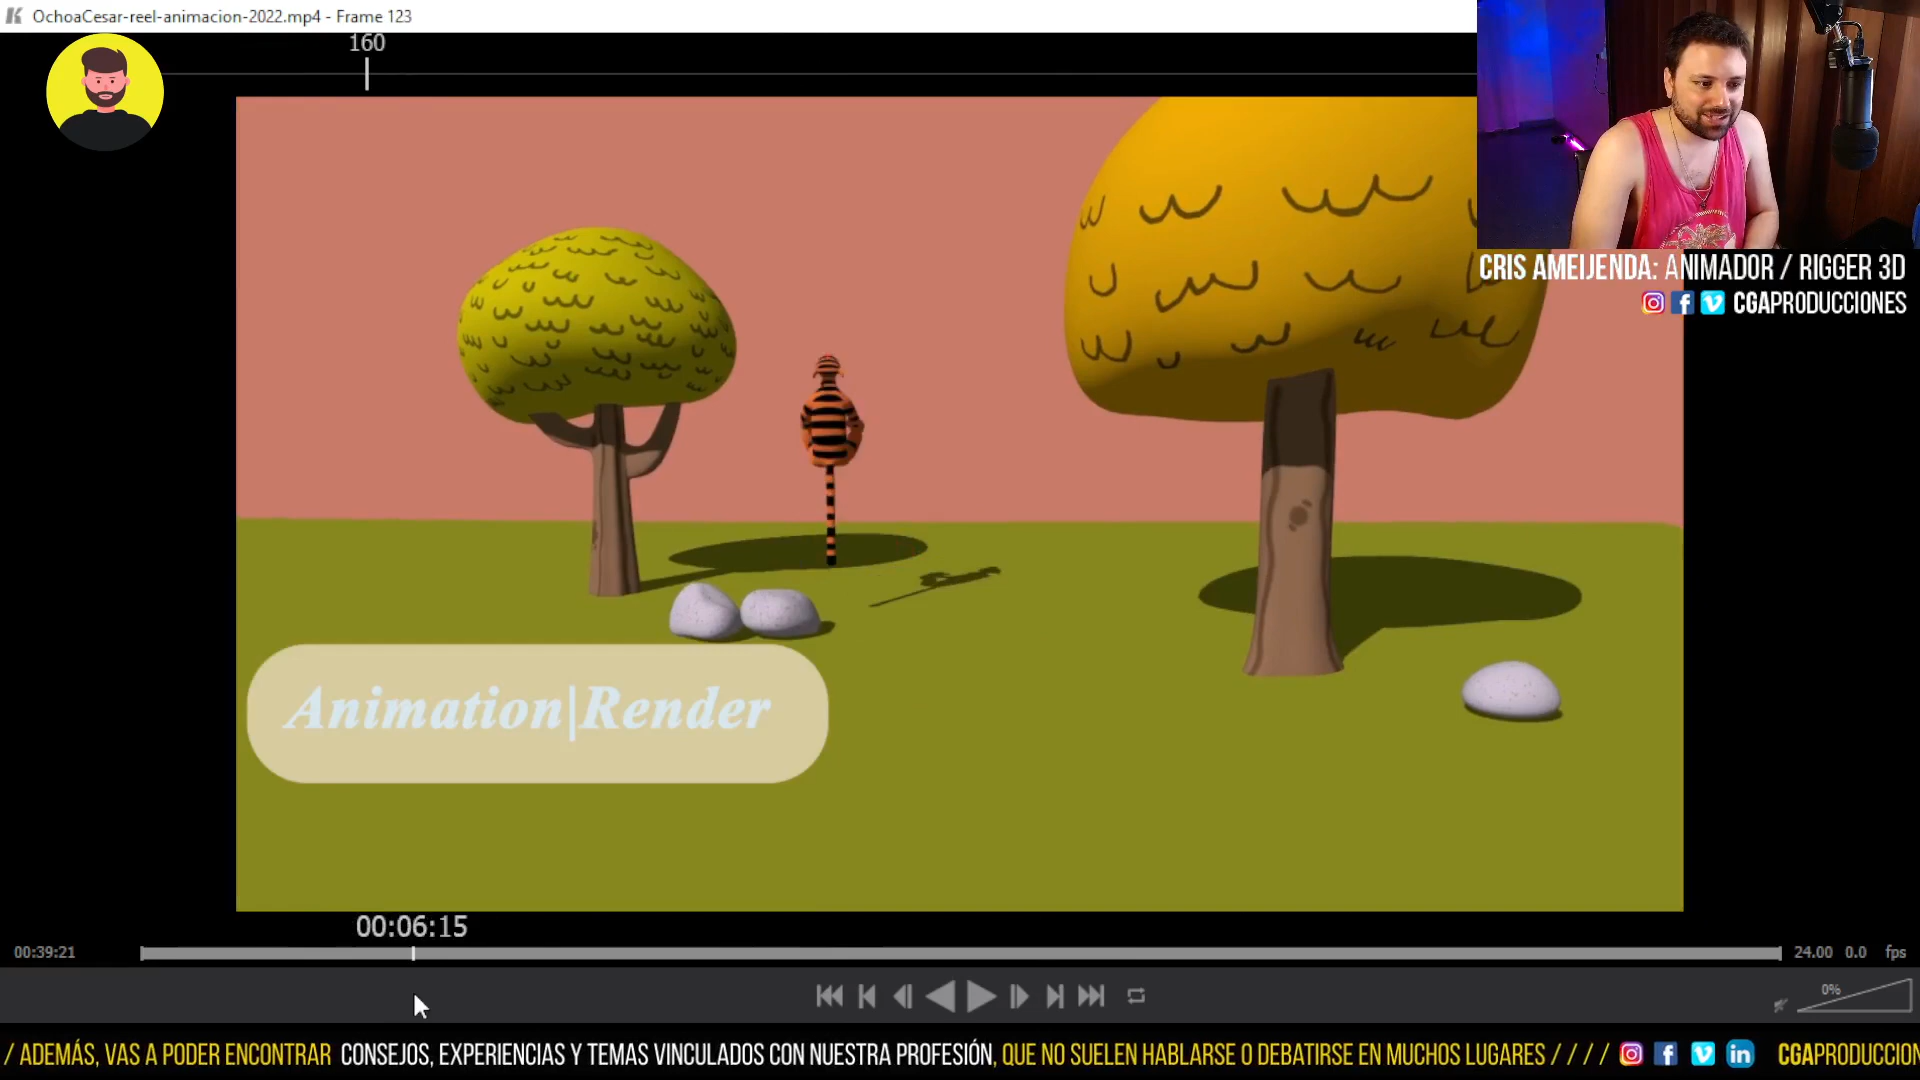 OchoaCesar-reel-animacion-2022.mp4 - Frame 123
160
CRIS AMEIJENDA: ANIMADOR / RIGGER 3D
CGAPRODUCCIONES
Animation|Render
00:06:15
00:39:21
24.00 0.0 fps
0%
/ ADEMÁS, VAS A PODER ENCONTRAR CONSEJOS, EXPERIENCIAS Y TEMAS VINCULADOS CON NUESTRA PROFESIÓN, QUE NO SUELEN HABLARSE O DEBATIRSE EN MUCHOS LUGARES / / / / CGAPRODUCCION